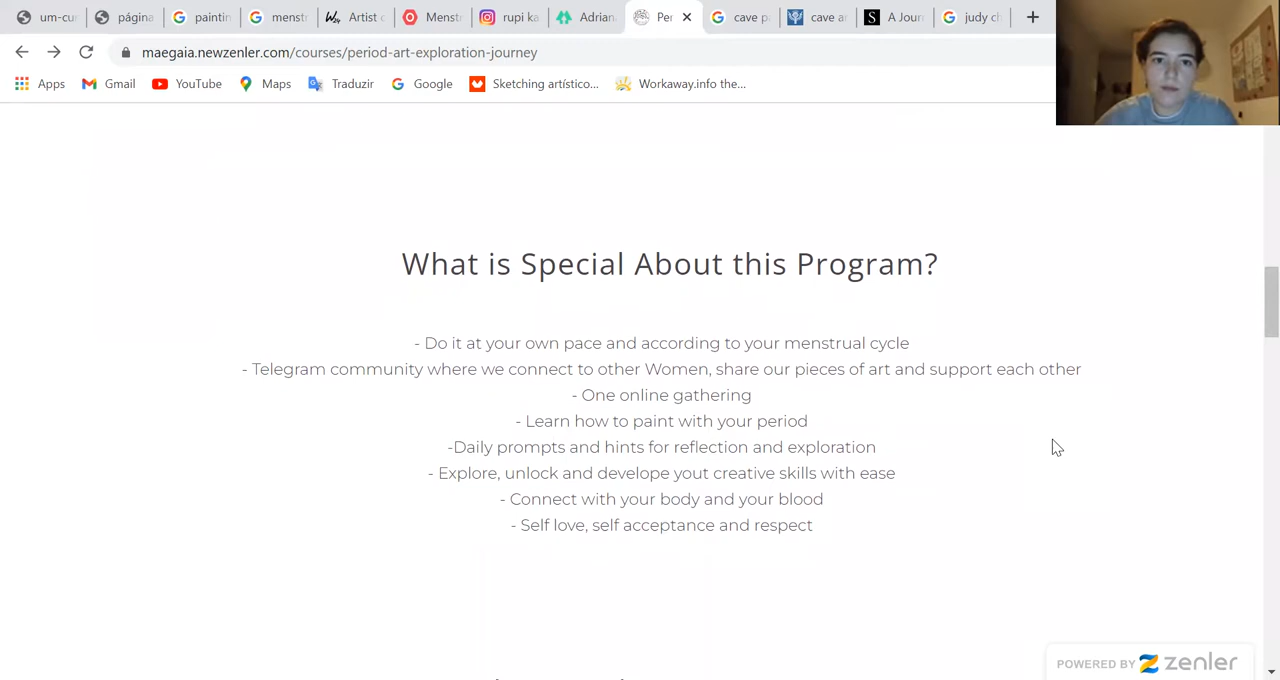 um-cu
página
paintin
menst
Artist c
Menst
rupi ka
Adrian
Per
cave p
cave a
A Jour
judy ch
maegaia.newzenler.com/courses/period-art-exploration-journey
Apps
Gmail
YouTube
Maps
Traduzir
Google
Sketching artístico...
Workaway.info the...
What is Special About this Program?
- Do it at your own pace and according to your menstrual cycle
- Telegram community where we connect to other Women, share our pieces of art and support each other
- One online gathering
- Learn how to paint with your period
-Daily prompts and hints for reflection and exploration
- Explore, unlock and develope yout creative skills with ease
- Connect with your body and your blood
- Self love, self acceptance and respect
POWERED BY zenler